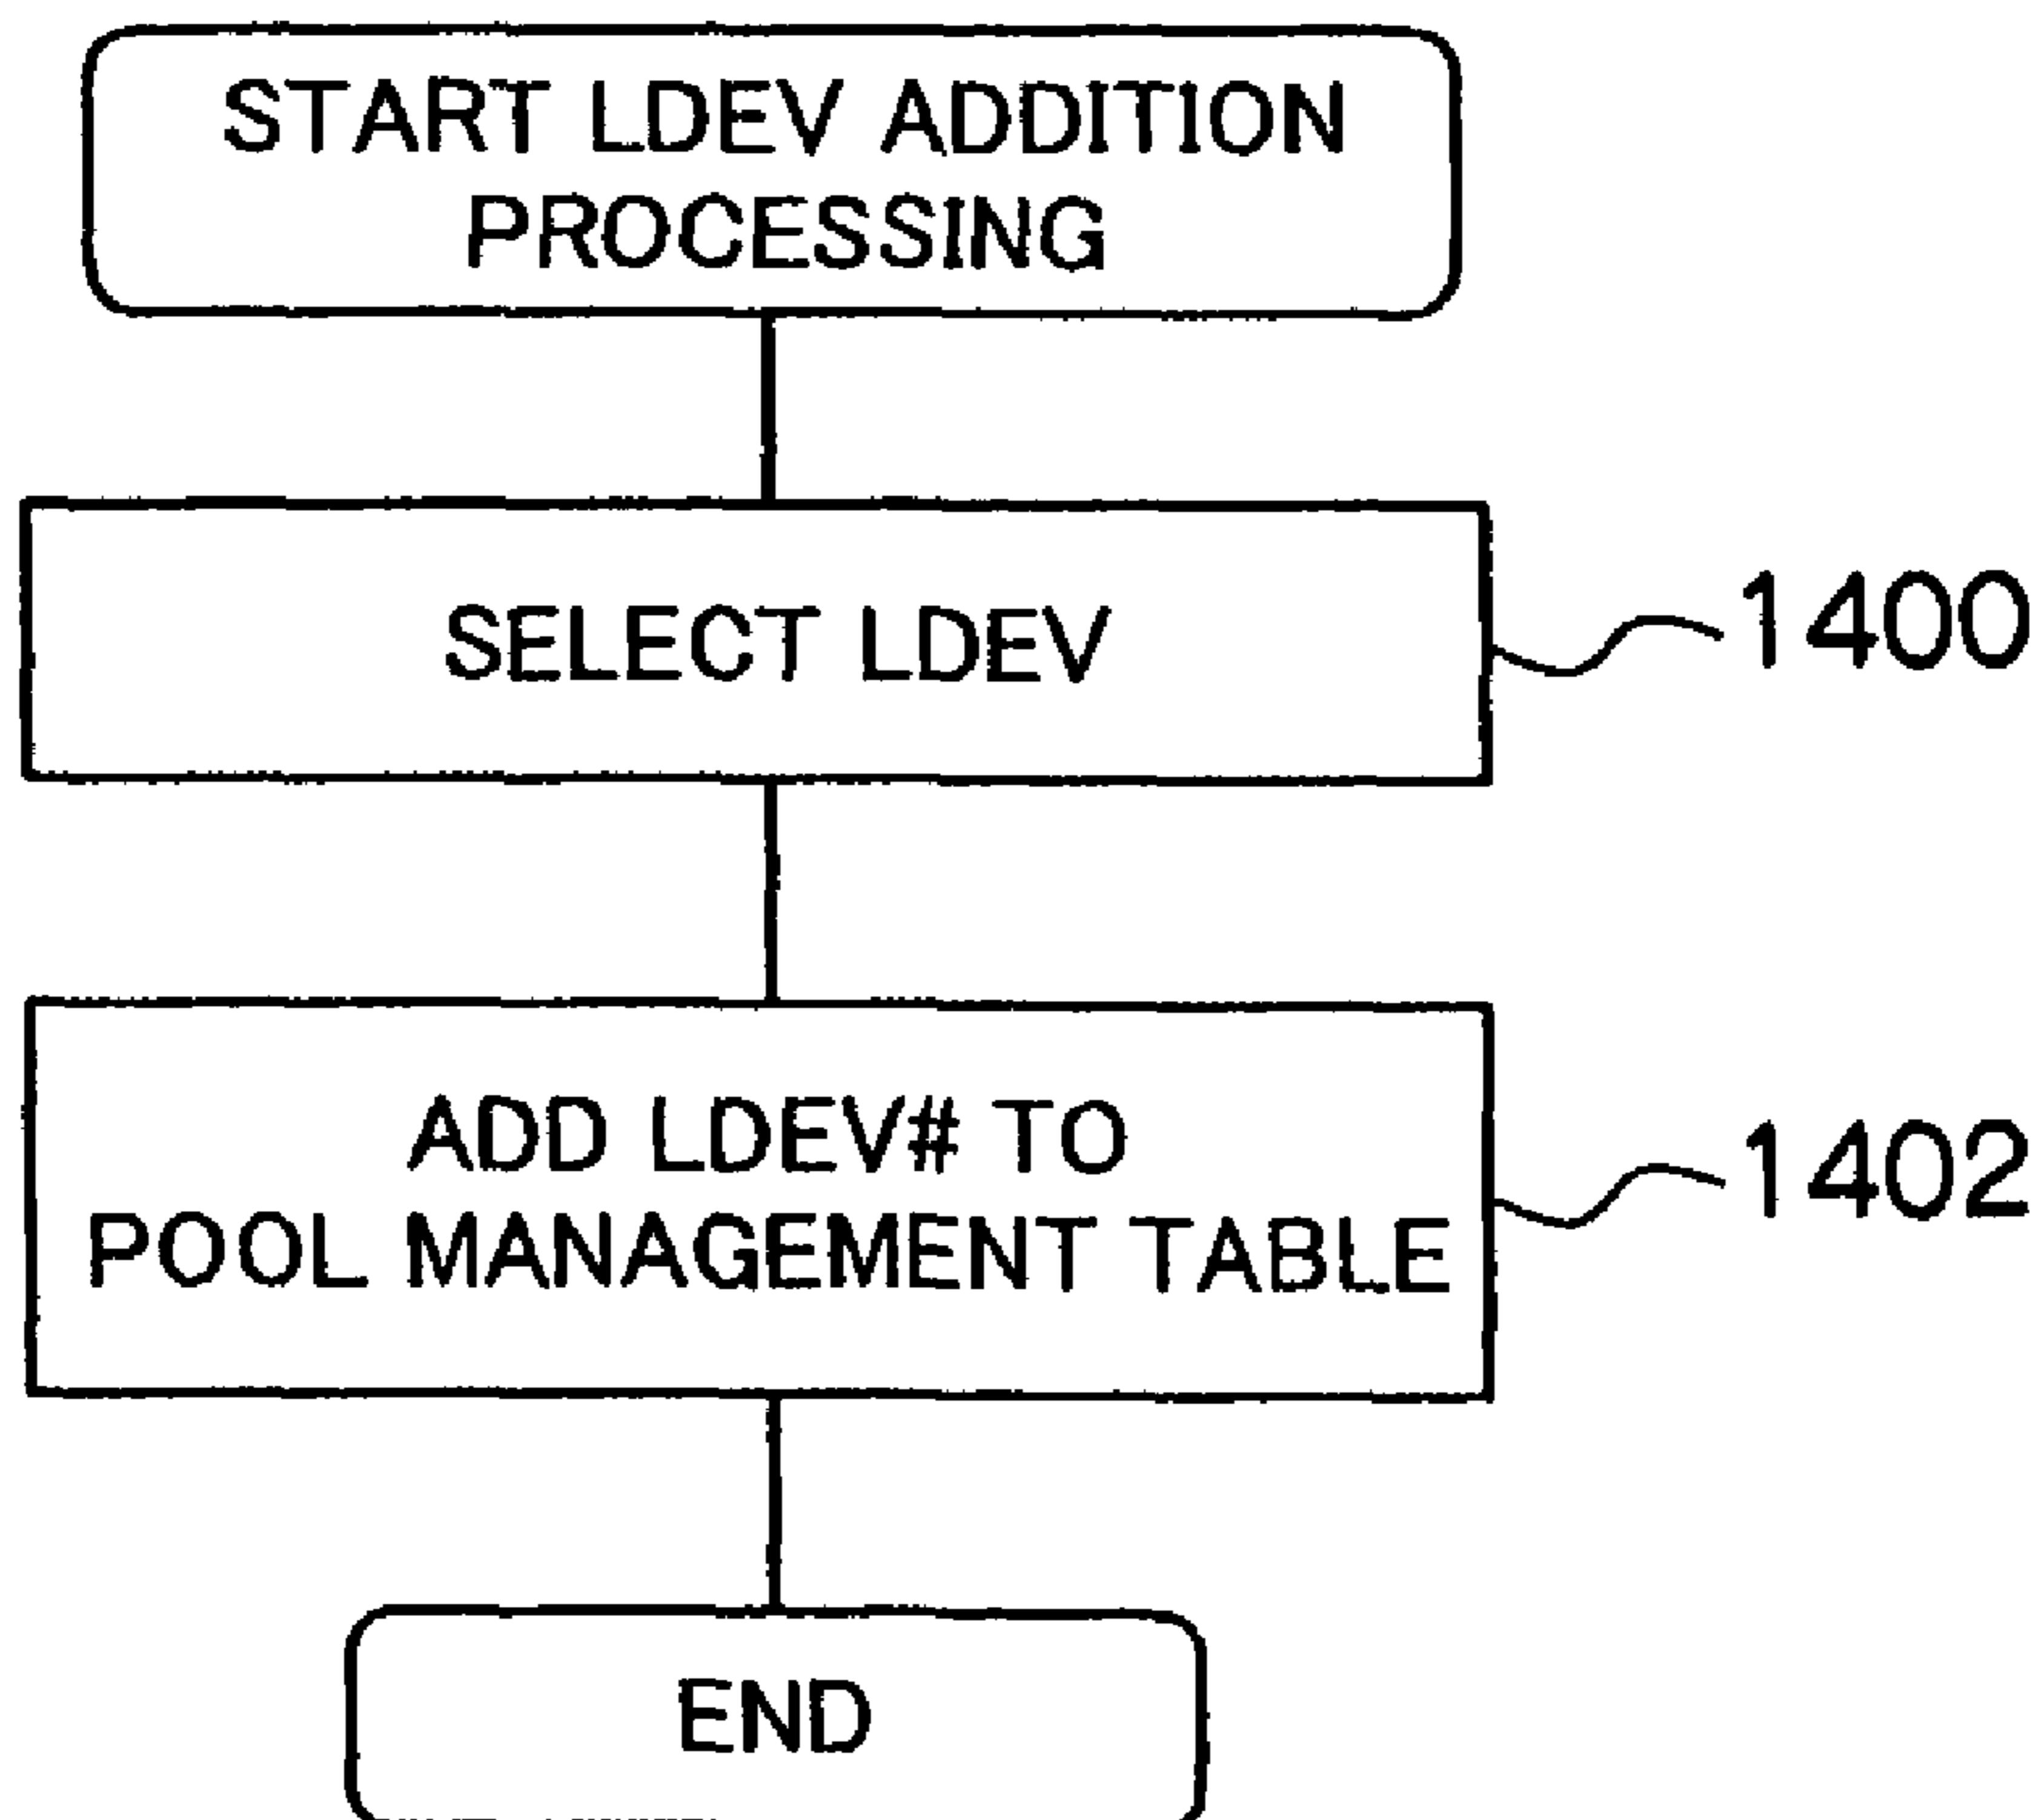 START LDEV ADDITION
PROCESSING
SELECT LDEV
1400
ADD LDEV# TO
POOL MANAGEMENT TABLE
1402
END